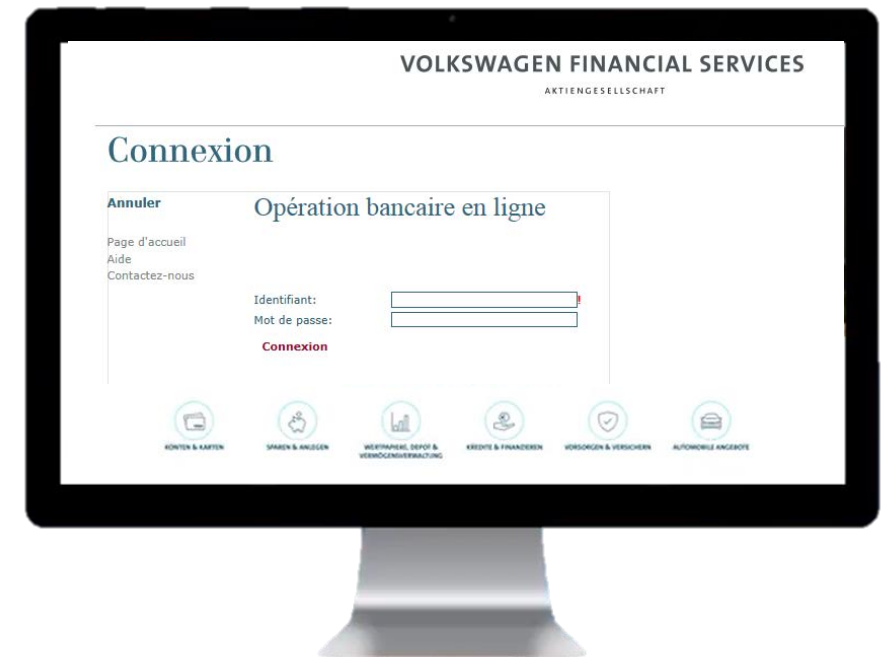 VOLKSWAGEN FINANCIAL SERVICES
AKTIENGESELLSCHAFT
Connexion
Annuler
Opération bancaire en ligne
Page d'accueil
Aide
Contactez-nous
Identifiant:
!
Mot de passe:
Connexion
KONTEN & KARTEN
SPAREN & ANLEGEN
WERTPAPIERE, DEPOT &
VERMÖGENSVERWALTUNG
KREDITE & FINANZIEREN
VORSORGEN & VERSICHERN
AUTOMOBILE ANGEBOTE